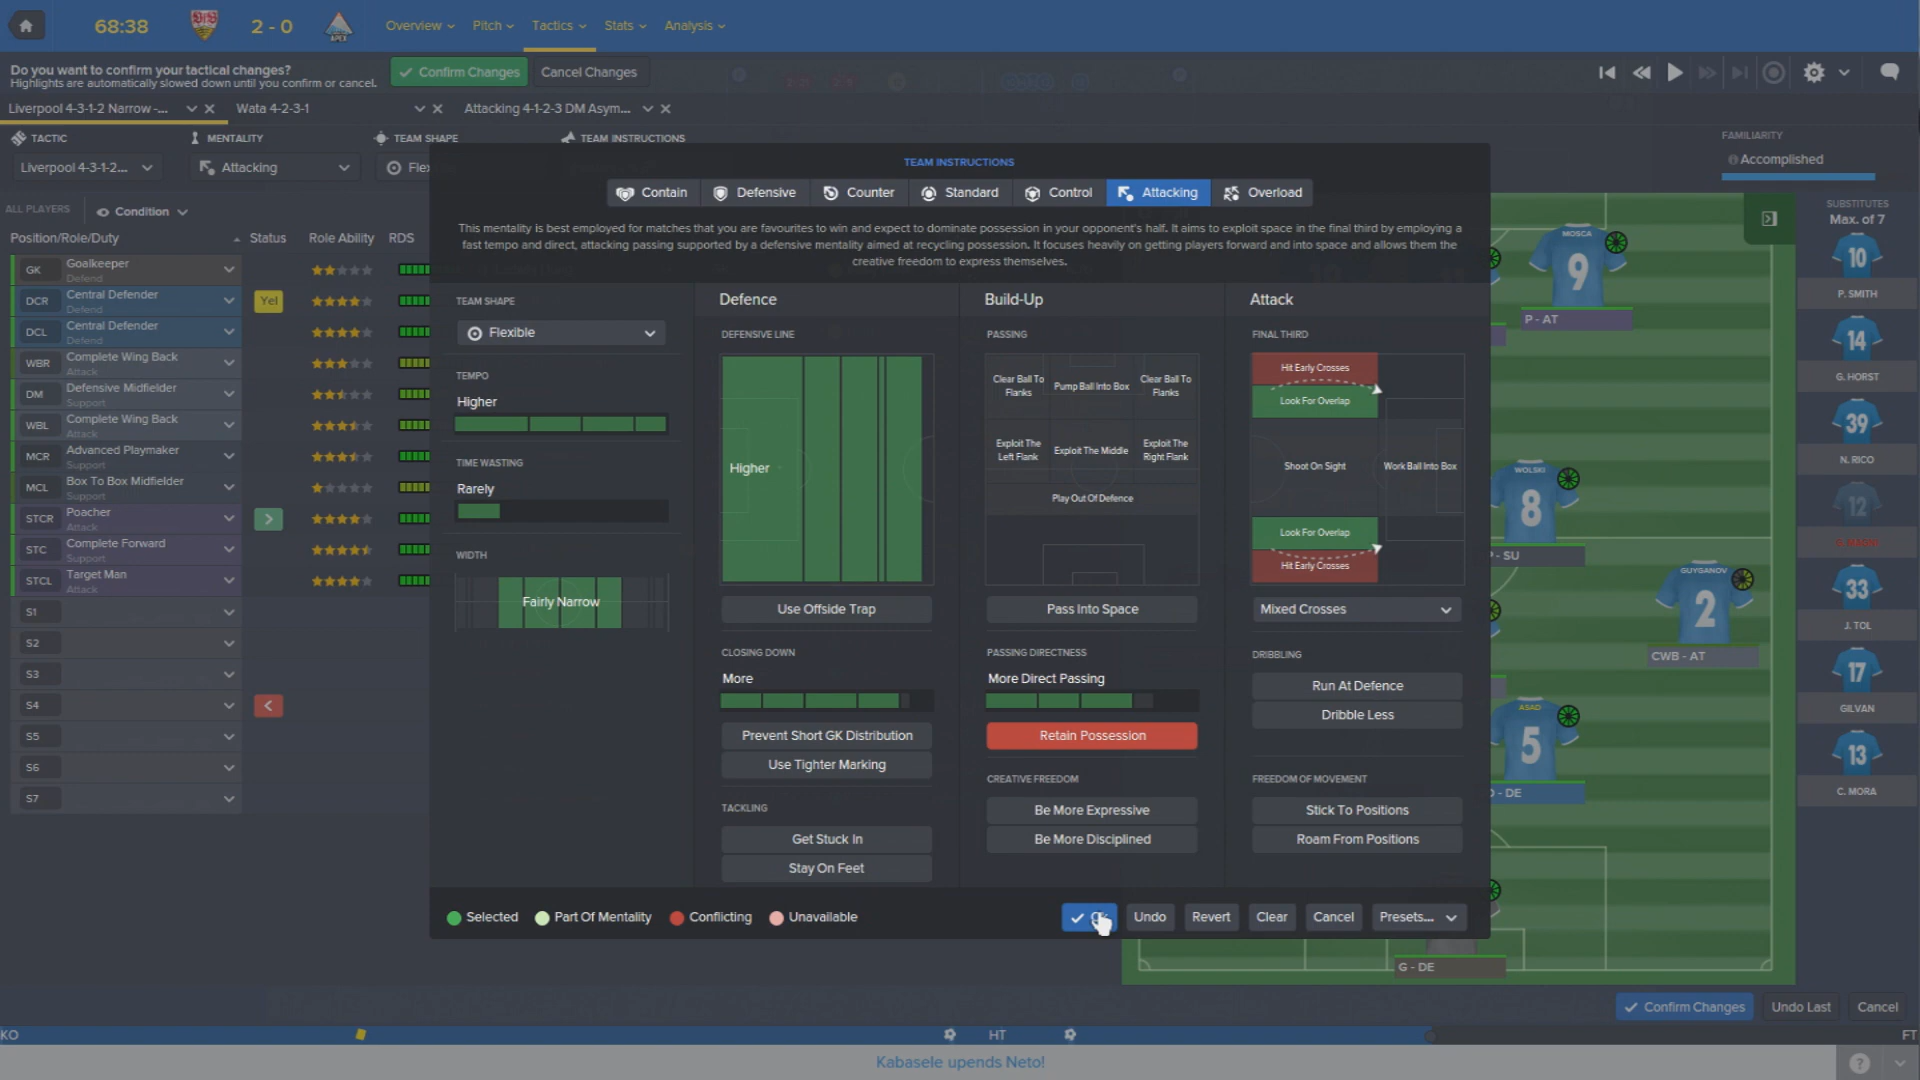 68:38
2 - 0
APEX
Overview
Pitch
Tactics
Stats
Analysis
Do you want to confirm your tactical changes?
Highlights are automatically slowed down until you confirm or cancel.
Confirm Changes
Cancel Changes
Liverpool 4-3-1-2 Narrow -...
Wata 4-2-3-1
Attacking 4-1-2-3 DM Asym...
TACTIC
MENTALITY
TEAM SHAPE
TEAM INSTRUCTIONS
Liverpool 4-3-1-2...
Attacking
FAMILIARITY
Accomplished
ALL PLAYERS
Condition
Position/Role/Duty
Status
Role Ability
RDS
GK
Goalkeeper
Defend
DCR
Central Defender
Defend
Yel
DCL
Central Defender
Defend
WBR
Complete Wing Back
Attack
DM
Defensive Midfielder
Support
WBL
Complete Wing Back
Attack
MCR
Advanced Playmaker
Support
MCL
Box To Box Midfielder
Support
STCR
Poacher
Attack
STC
Complete Forward
Support
STCL
Target Man
Attack
S1
S2
S3
S4
S5
S6
S7
TEAM INSTRUCTIONS
Contain
Defensive
Counter
Standard
Control
Attacking
Overload
This mentality is best employed for matches that you are favourites to win and expect to dominate possession in your opponent's half. It aims to exploit space in the final third by employing a
fast tempo and direct, attacking passing supported by a defensive mentality aimed at recycling possession. It focuses heavily on getting players forward and into space and allows them the
creative freedom to express themselves.
TEAM SHAPE
Flexible
TEMPO
Higher
TIME WASTING
Rarely
WIDTH
Fairly Narrow
Defence
DEFENSIVE LINE
Higher
Use Offside Trap
CLOSING DOWN
More
Prevent Short GK Distribution
Use Tighter Marking
TACKLING
Get Stuck In
Stay On Feet
Build-Up
PASSING
Clear Ball To
Flanks
Pump Ball Into Box
Clear Ball To
Flanks
Exploit The
Left Flank
Exploit The Middle
Exploit The
Right Flank
Play Out Of Defence
Pass Into Space
PASSING DIRECTNESS
More Direct Passing
Retain Possession
CREATIVE FREEDOM
Be More Expressive
Be More Disciplined
Attack
FINAL THIRD
Hit Early Crosses
Look For Overlap
Shoot On Sight
Work Ball Into Box
Look For Overlap
Hit Early Crosses
Mixed Crosses
DRIBBLING
Run At Defence
Dribble Less
FREEDOM OF MOVEMENT
Stick To Positions
Roam From Positions
Selected
Part Of Mentality
Conflicting
Unavailable
Undo
Revert
Clear
Cancel
Presets...
MOSCA
9
P - AT
WOLSKI
8
P - SU
GUYGANOV
2
CWB - AT
ASAD
5
D - DE
G - DE
SUBSTITUTES
Max. of 7
10
P. SMITH
14
G. HORST
39
N. RICO
12
33
J. TOL
17
GILVAN
13
C. MORA
Confirm Changes
Undo Last
Cancel
KO
HT
FT
Kabasele upends Neto!